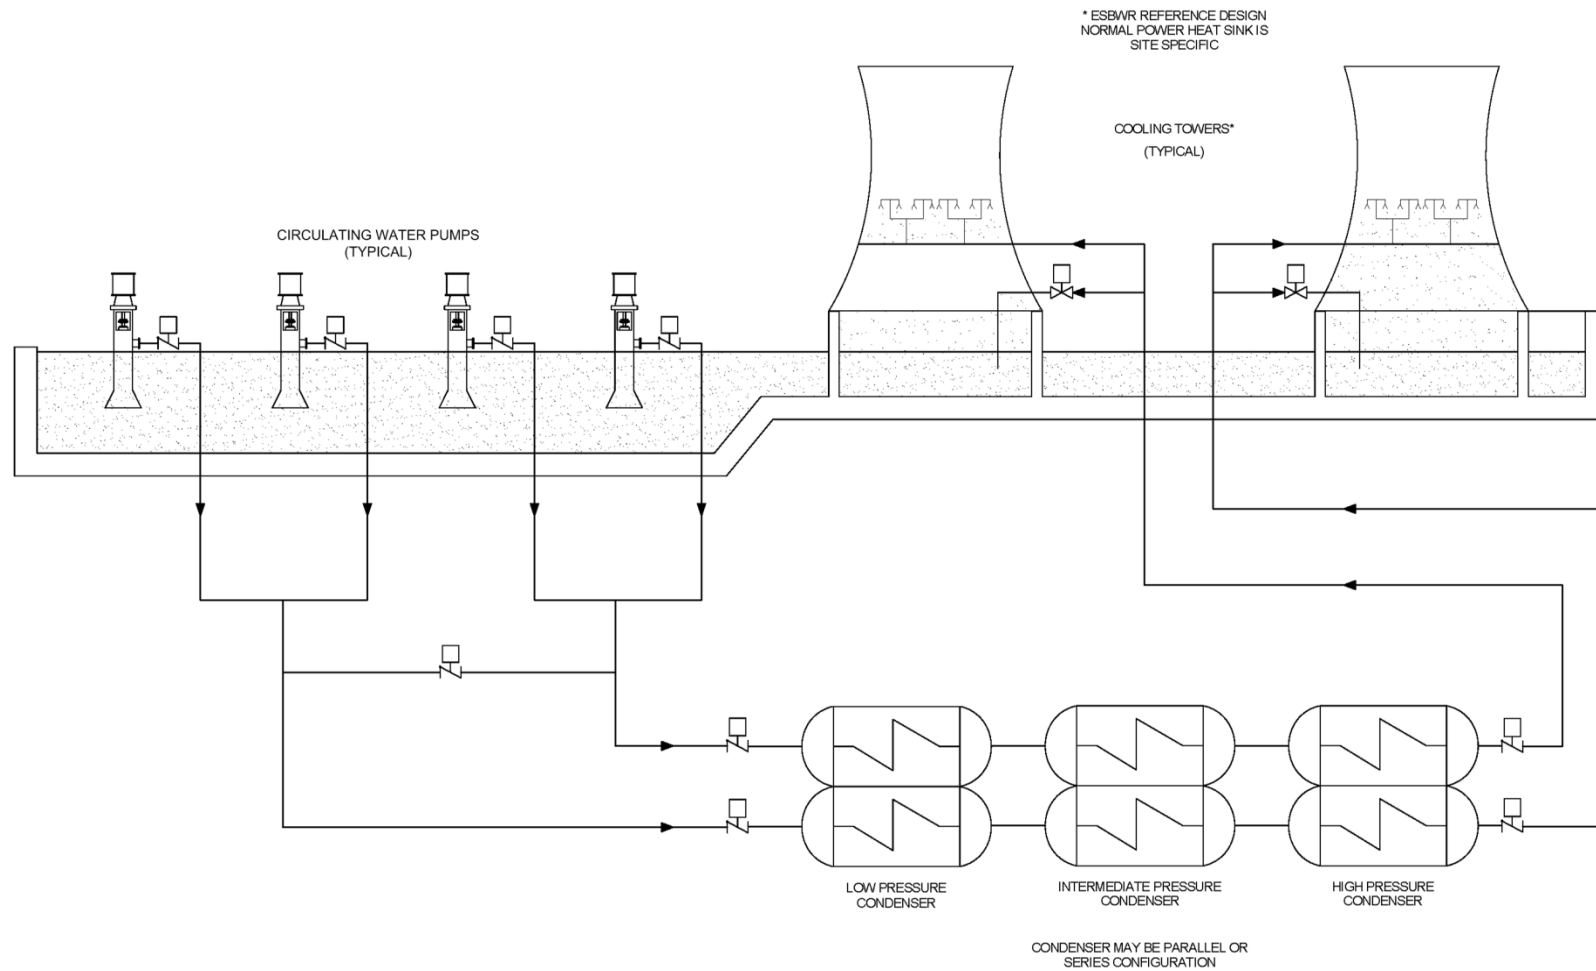 * ESBWR REFERENCE DESIGN
NORMAL POWER HEAT SINK IS
SITE SPECIFIC
COOLING TOWERS*
(TYPICAL)
CIRCULATING WATER PUMPS
(TYPICAL)
LOW PRESSURE
CONDENSER
INTERMEDIATE PRESSURE
CONDENSER
HIGH PRESSURE
CONDENSER
CONDENSER MAY BE PARALLEL OR
SERIES CONFIGURATION